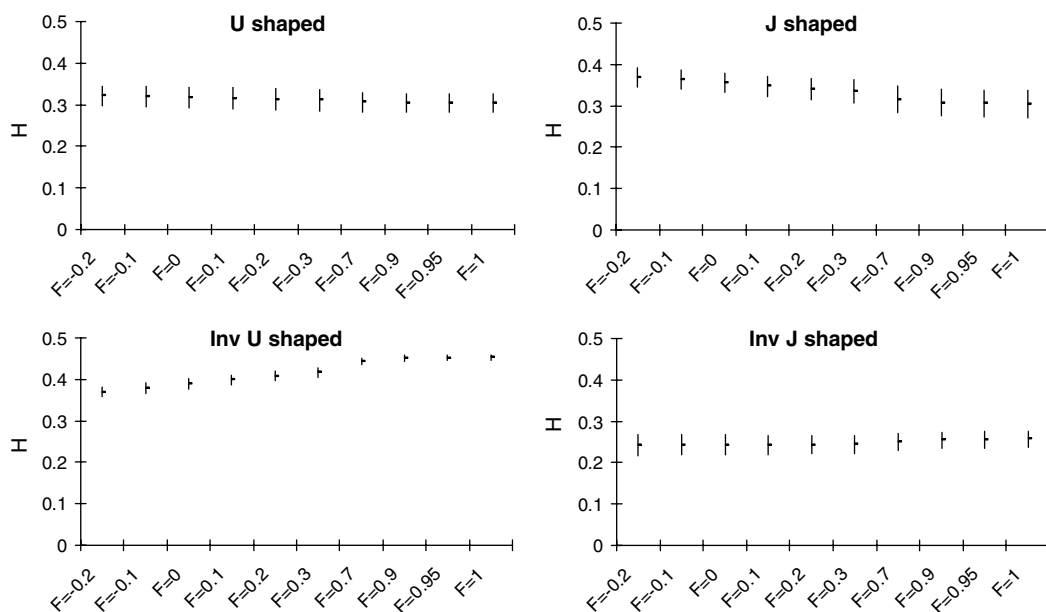 U shaped
0.5
0.4
0.3
0.2
0.1
0
H
F=-0.2
F=-0.1
F=0
F=0.1
F=0.2
F=0.3
F=0.7
F=0.9
F=0.95
F=1
J shaped
0.5
0.4
0.3
0.2
0.1
0
H
F=-0.2
F=-0.1
F=0
F=0.1
F=0.2
F=0.3
F=0.7
F=0.9
F=0.95
F=1
Inv U shaped
0.5
0.4
0.3
0.2
0.1
0
H
F=-0.2
F=-0.1
F=0
F=0.1
F=0.2
F=0.3
F=0.7
F=0.9
F=0.95
F=1
Inv J shaped
0.5
0.4
0.3
0.2
0.1
0
H
F=-0.2
F=-0.1
F=0
F=0.1
F=0.2
F=0.3
F=0.7
F=0.9
F=0.95
F=1